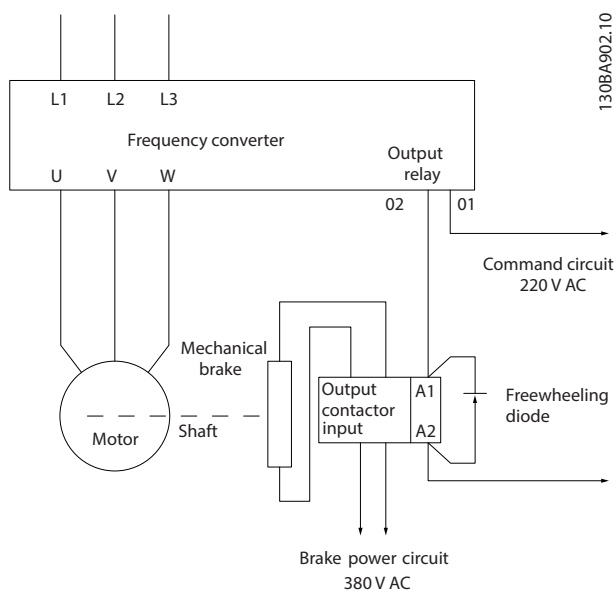 130BA902.10
L1 L2 L3
Frequency converter
U V W
Output
relay
02 01
Command circuit
220 V AC
Mechanical
brake
Output
contactor
input
A1
A2
Freewheeling
diode
Motor
Shaft
Brake power circuit
380 V AC